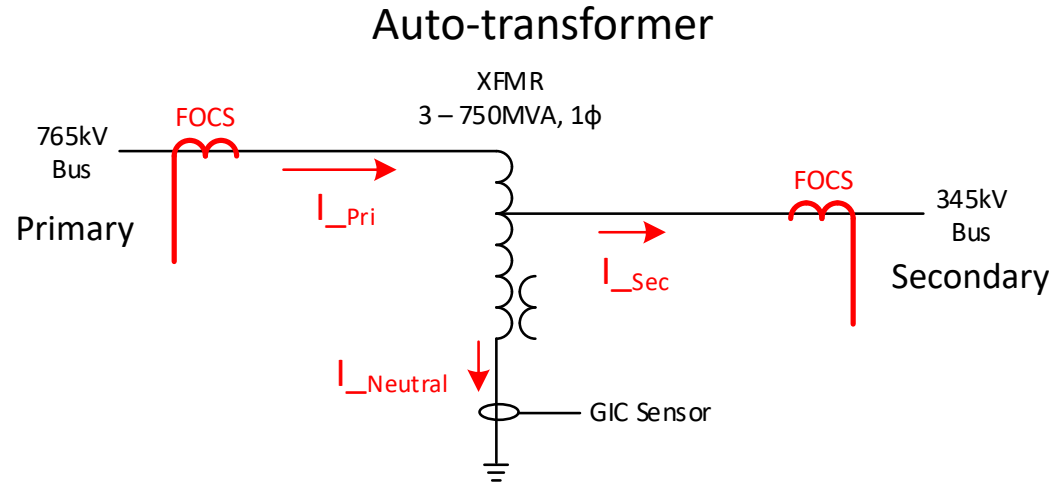 Auto-transformer
XFMR
3 – 750MVA, 1ϕ
FOCS
765kV
Bus
Primary
I_Pri
FOCS
345kV
Bus
Secondary
I_Sec
I_Neutral
GIC Sensor